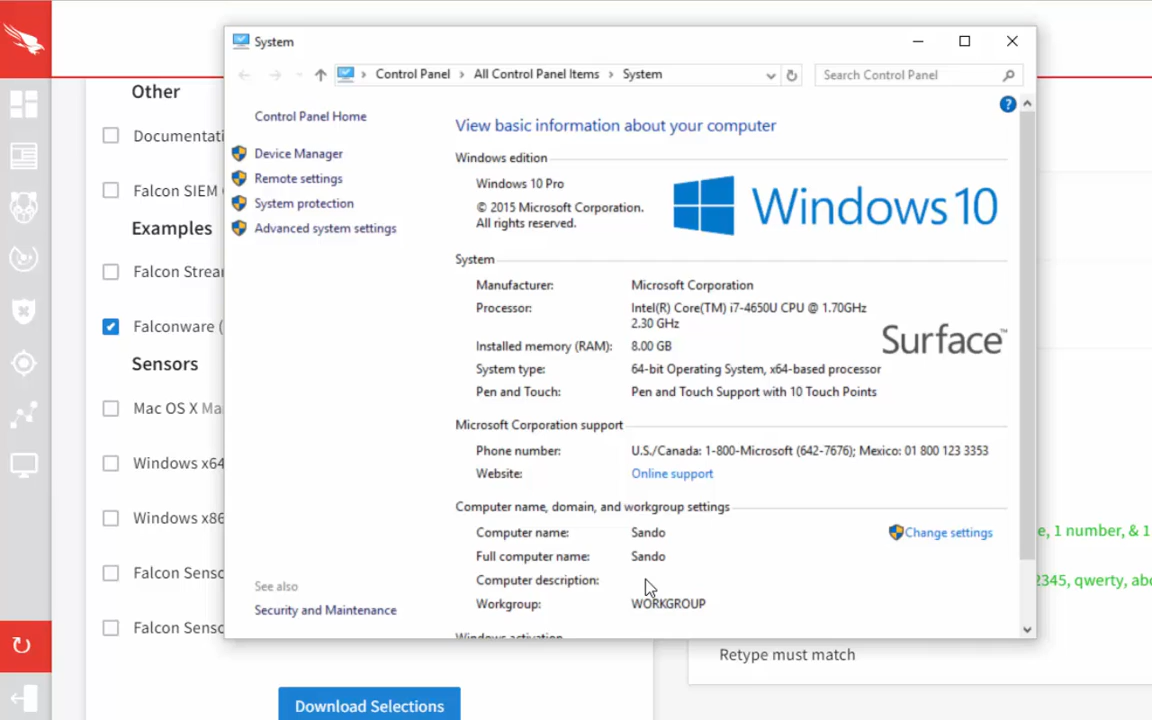 System
Control Panel > All Control Panel Items > System
Search Control Panel
Control Panel Home
Device Manager
Remote settings
System protection
Advanced system settings
See also
Security and Maintenance
View basic information about your computer
Windows edition
Windows 10 Pro
© 2015 Microsoft Corporation.
All rights reserved.
Windows 10
System
Manufacturer: Microsoft Corporation
Processor: Intel(R) Core(TM) i7-4650U CPU @ 1.70GHz
2.30 GHz
Installed memory (RAM): 8.00 GB
System type: 64-bit Operating System, x64-based processor
Pen and Touch: Pen and Touch Support with 10 Touch Points
Surface™
Microsoft Corporation support
Phone number: U.S./Canada: 1-800-Microsoft (642-7676); Mexico: 01 800 123 3353
Website: Online support
Computer name, domain, and workgroup settings
Computer name: Sando
Change settings
Full computer name: Sando
Computer description:
Workgroup: WORKGROUP
Windows activation
Other
Documentati
Falcon SIEM
Examples
Falcon Strea
Falconware (
Sensors
Mac OS X Ma
Windows x64
Windows x86
Falcon Senso
Falcon Senso
Download Selections
e, 1 number, & 1
2345, qwerty, abc
Retype must match